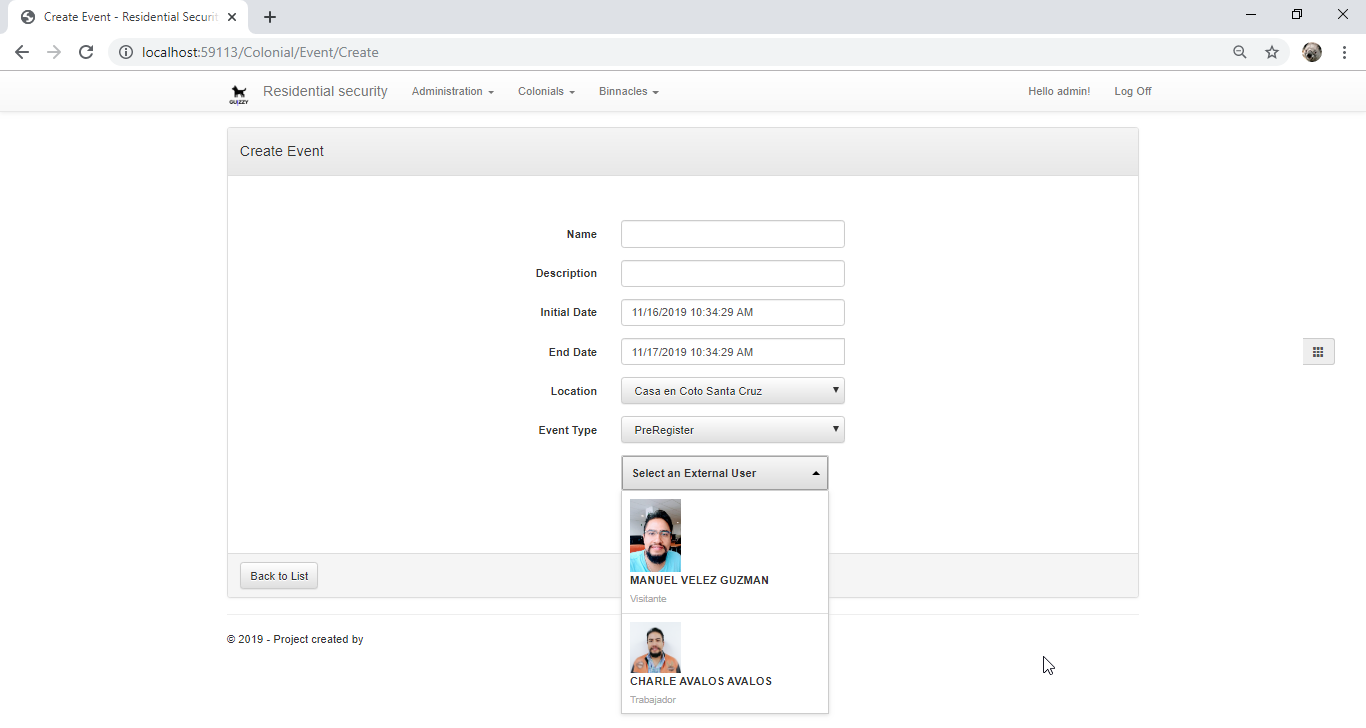 Create Event - Residential Securit
localhost:59113/Colonial/Event/Create
GUIZZY Residential security Administration Colonials Binnacles Hello admin! Log Off
Create Event
Name
Description
Initial Date 11/16/2019 10:34:29 AM
End Date 11/17/2019 10:34:29 AM
Location Casa en Coto Santa Cruz
Event Type PreRegister
Select an External User
MANUEL VELEZ GUZMAN
Visitante
Back to List
CHARLE AVALOS AVALOS
Trabajador
© 2019 - Project created by